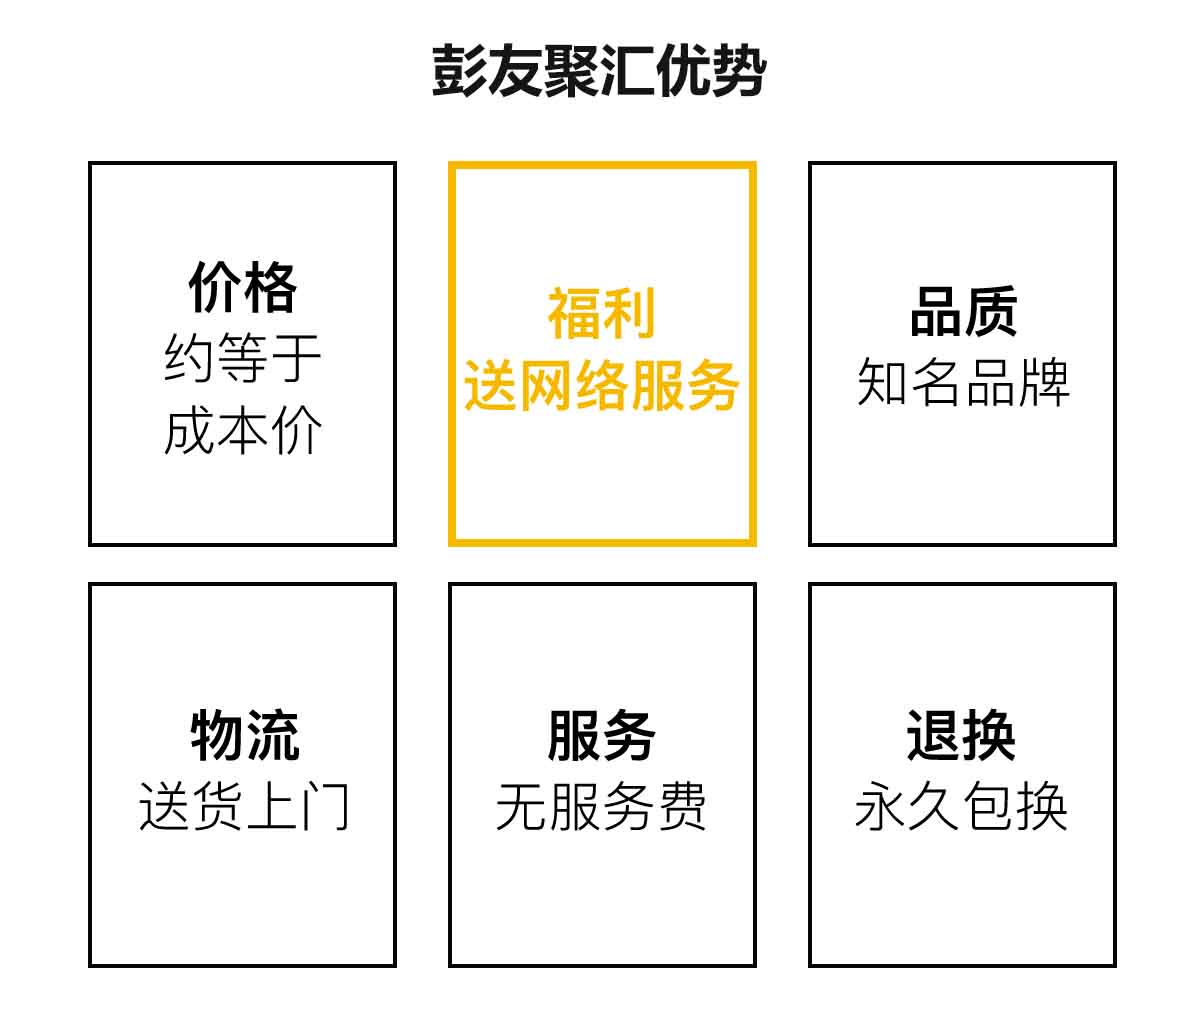 彭友聚汇优势
价格
约等于
成本价
福利
送网络服务
品质
知名品牌
物流
送货上门
服务
无服务费
退换
永久包换